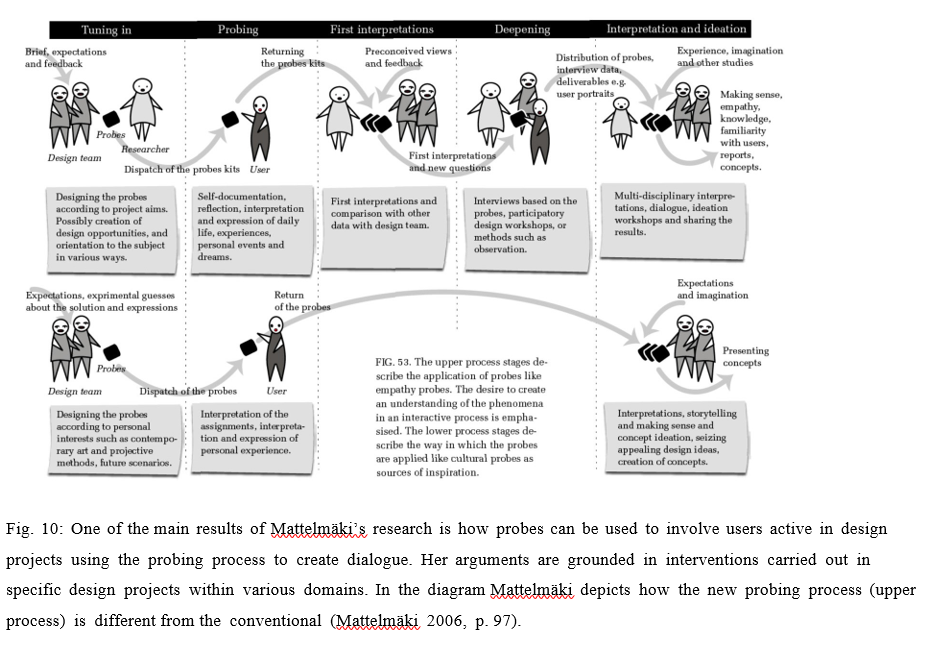 Tuning in
Probing
First interpretations
Deepening
Interpretation and ideation
Brief, expectations
and feedback
Probes
Researcher
Design team
Dispatch of the probes kits
Returning
the probes kits
User
Preconceived views
and feedback
First interpretations
and new questions
Distribution of probes,
interview data,
deliverables e.g.
user portraits
Experience, imagination
and other studies
Making sense,
empathy,
knowledge,
familiarity
with users,
reports,
concepts.
Designing the probes
according to project aims.
Possibly creation of
design opportunities, and
orientation to the subject
in various ways.
Self-documentation,
reflection, interpretation
and expression of daily
life, experiences,
personal events and
dreams.
First interpretations and
comparison with other
data with design team.
Interviews based on the
probes, participatory
design workshops, or
methods such as
observation.
Multi-disciplinary interpre-
tations, dialogue, ideation
workshops and sharing the
results.
Expectations, exprimental guesses
about the solution and expressions
Probes
Design team
Dispatch of the probes
Return
of the probes
User
Expectations
and imagination
Presenting
concepts
Designing the probes
according to personal
interests such as contempo-
rary art and projective
methods, future scenarios.
Interpretation of the
assignments, interpreta-
tion and expression of
personal experience.
FIG. 53. The upper process stages de-
scribe the application of probes like
empathy probes. The desire to create
an understanding of the phenomena
in an interactive process is empha-
sised. The lower process stages de-
scribe the way in which the probes
are applied like cultural probes as
sources of inspiration.
Interpretations, storytelling
and making sense and
concept ideation, seizing
appealing design ideas,
creation of concepts.
Fig. 10: One of the main results of Mattelmäki’s research is how probes can be used to involve users active in design
projects using the probing process to create dialogue. Her arguments are grounded in interventions carried out in
specific design projects within various domains. In the diagram Mattelmäki depicts how the new probing process (upper
process) is different from the conventional (Mattelmäki 2006, p. 97).